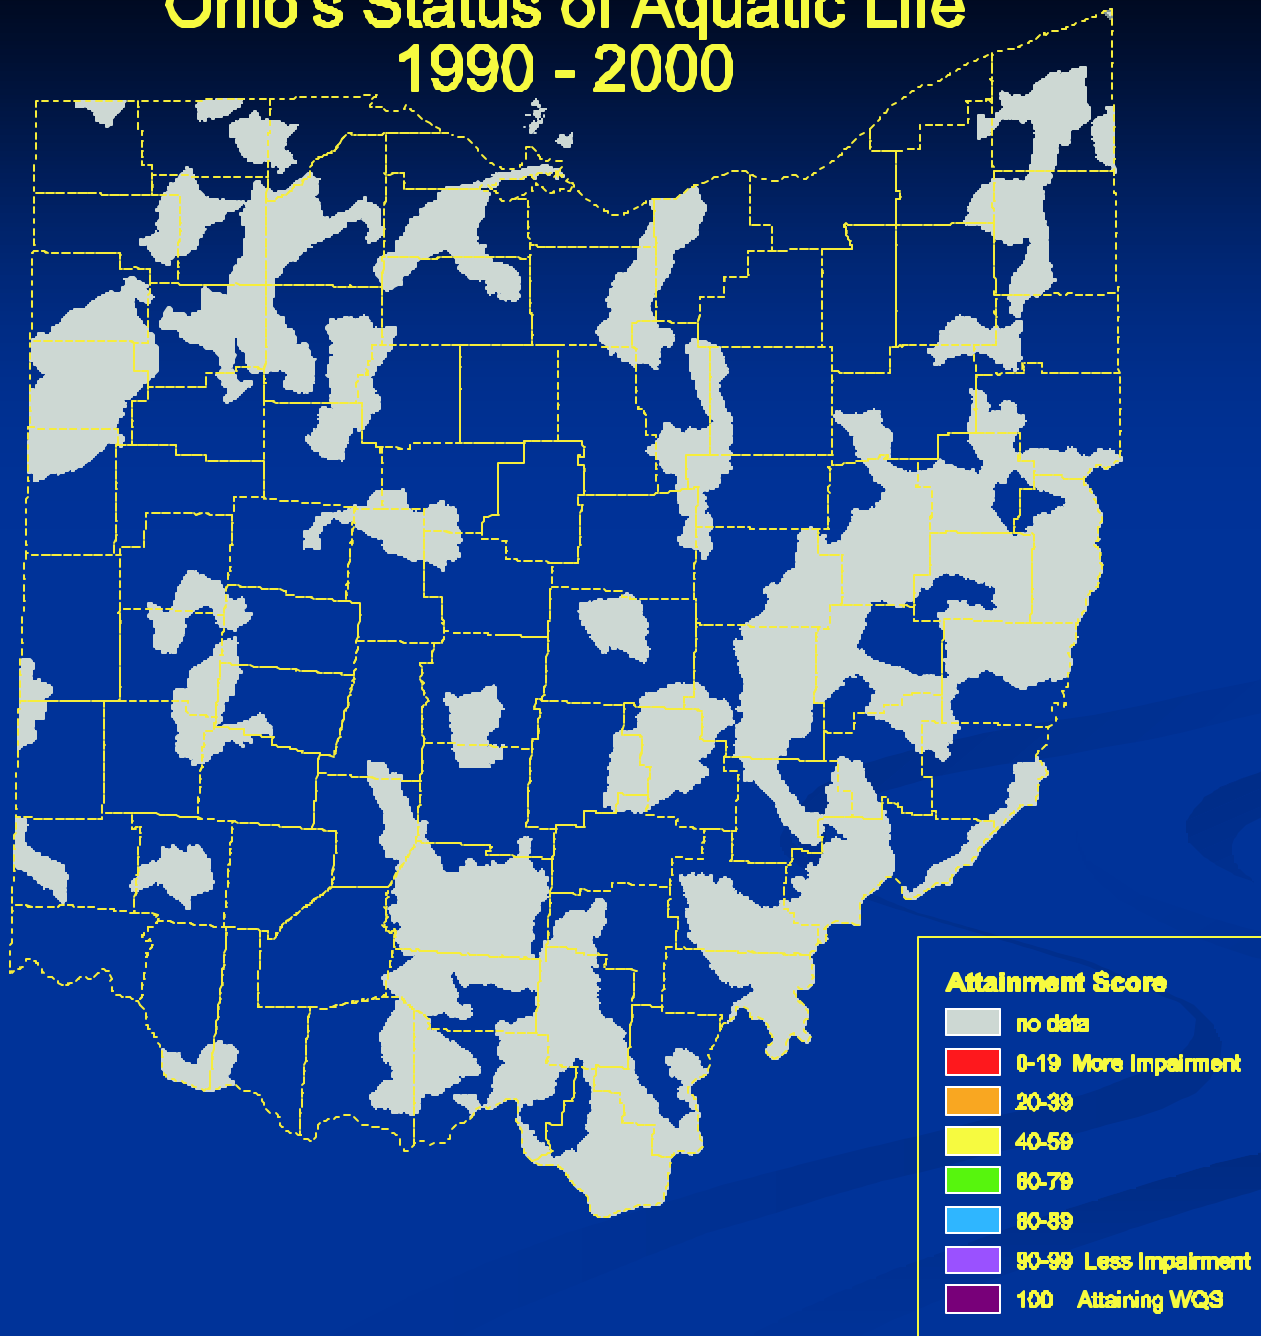 Ohio's Status of Aquatic Life
1990 - 2000
Attainment Score
no data
0-19 More Impairment
20-39
40-59
60-79
80-89
90-99 Less Impairment
100 Attaining WQS